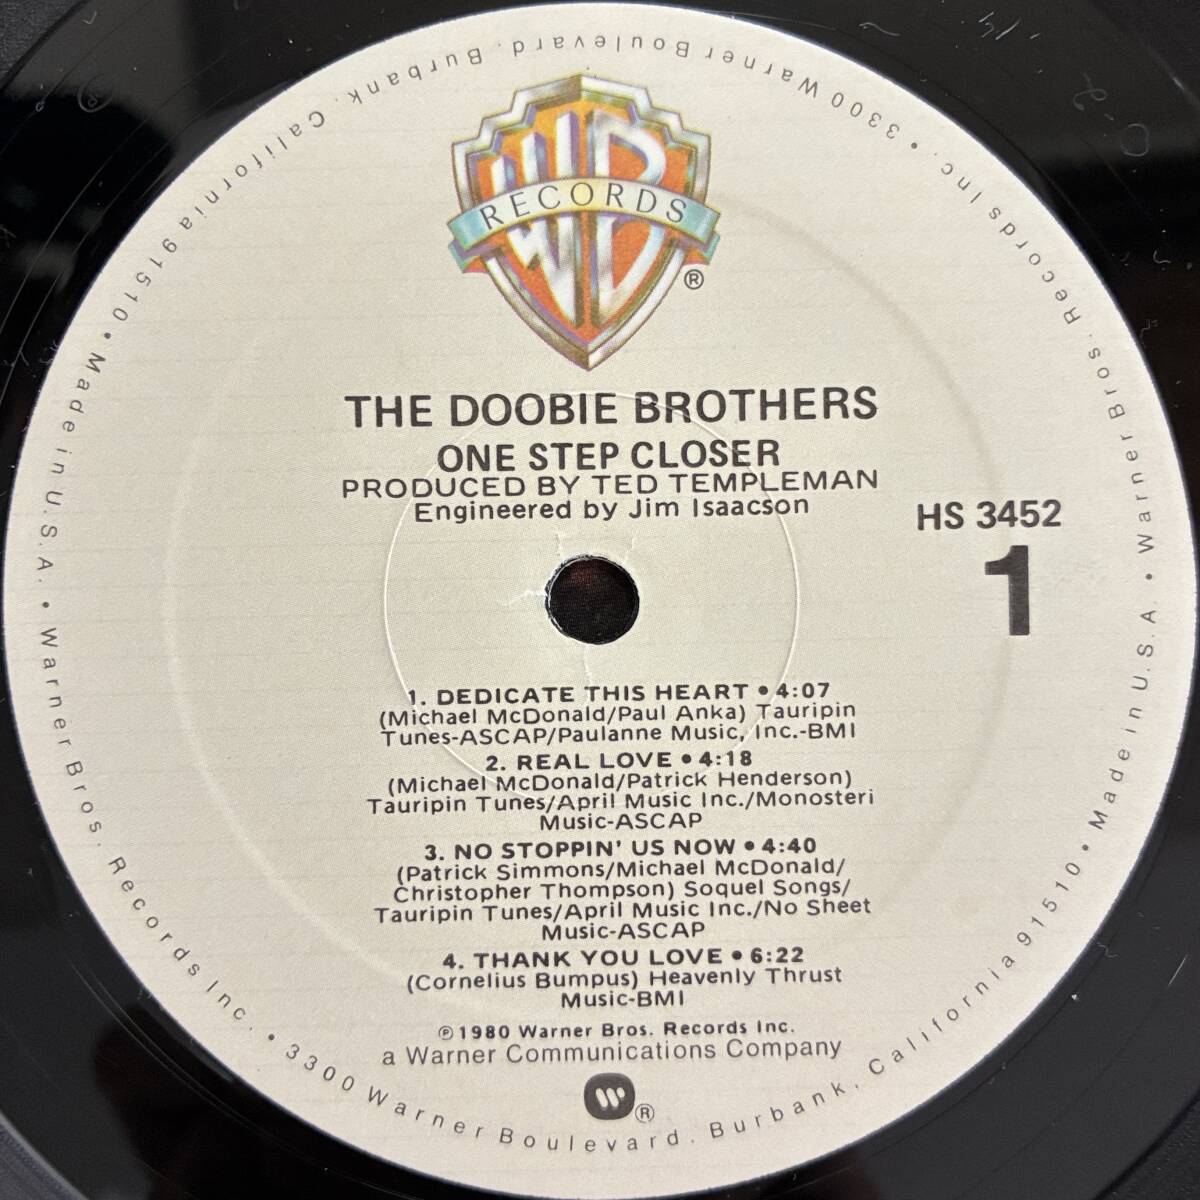 WB
RECORDS
®
THE DOOBIE BROTHERS
ONE STEP CLOSER
PRODUCED BY TED TEMPLEMAN
Engineered by Jim Isaacson
HS 3452
1
1. DEDICATE THIS HEART • 4:07
(Michael McDonald/Paul Anka) Tauripin
Tunes-ASCAP/Paulanne Music, Inc.-BMI
2. REAL LOVE • 4:18
(Michael McDonald/Patrick Henderson)
Tauripin Tunes/April Music Inc./Monosteri
Music-ASCAP
3. NO STOPPIN' US NOW • 4:40
(Patrick Simmons/Michael McDonald/
Christopher Thompson) Soquel Songs/
Tauripin Tunes/April Music Inc./No Sheet
Music-ASCAP
4. THANK YOU LOVE • 6:22
(Cornelius Bumpus) Heavenly Thrust
Music-BMI
℗1980 Warner Bros. Records Inc.
a Warner Communications Company
®
Warner Bros. Records Inc. • 3300 Warner Boulevard. Burbank, California 91510 • Made in U.S.A. • Warner Bros. Records Inc. • 3300 Warner Boulevard. Burbank, California 91510 • Made in U.S.A. •